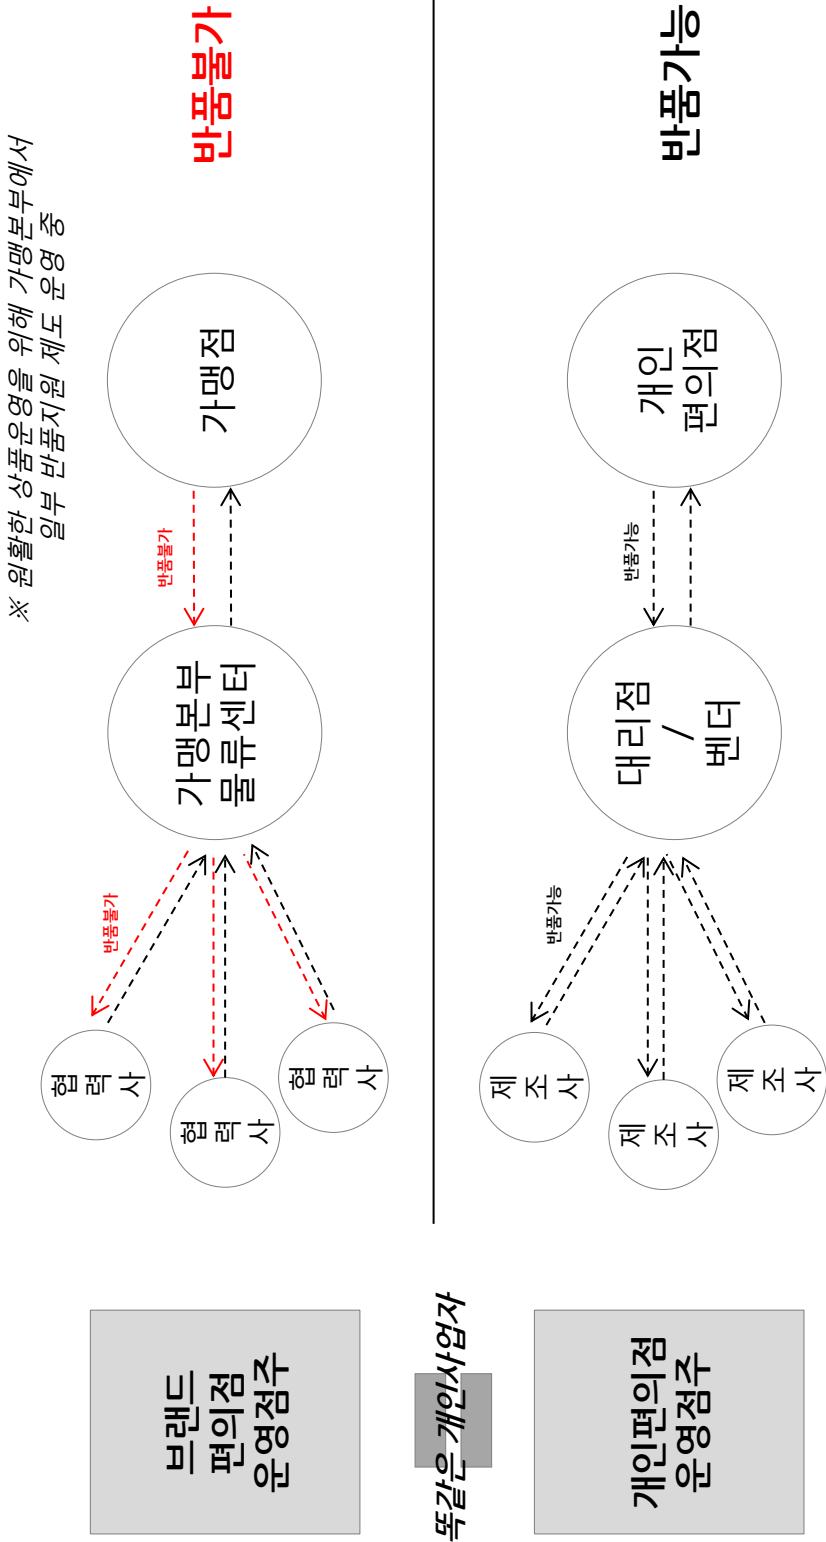 ※ 원활한 상품운영을 위해 가맹본부에서
일부 반품지원 제도 운영 중
브랜드
편의점
운영점주
협
력
사
협
력
사
협
력
사
반품불가
가맹본부
물류센터
반품불가
가맹점
반품불가
똑같은 개인사업자
개인편의점
운영점주
제
조
사
제
조
사
제
조
사
반품가능
대리점
/
벤더
반품가능
개인
편의점
반품가능